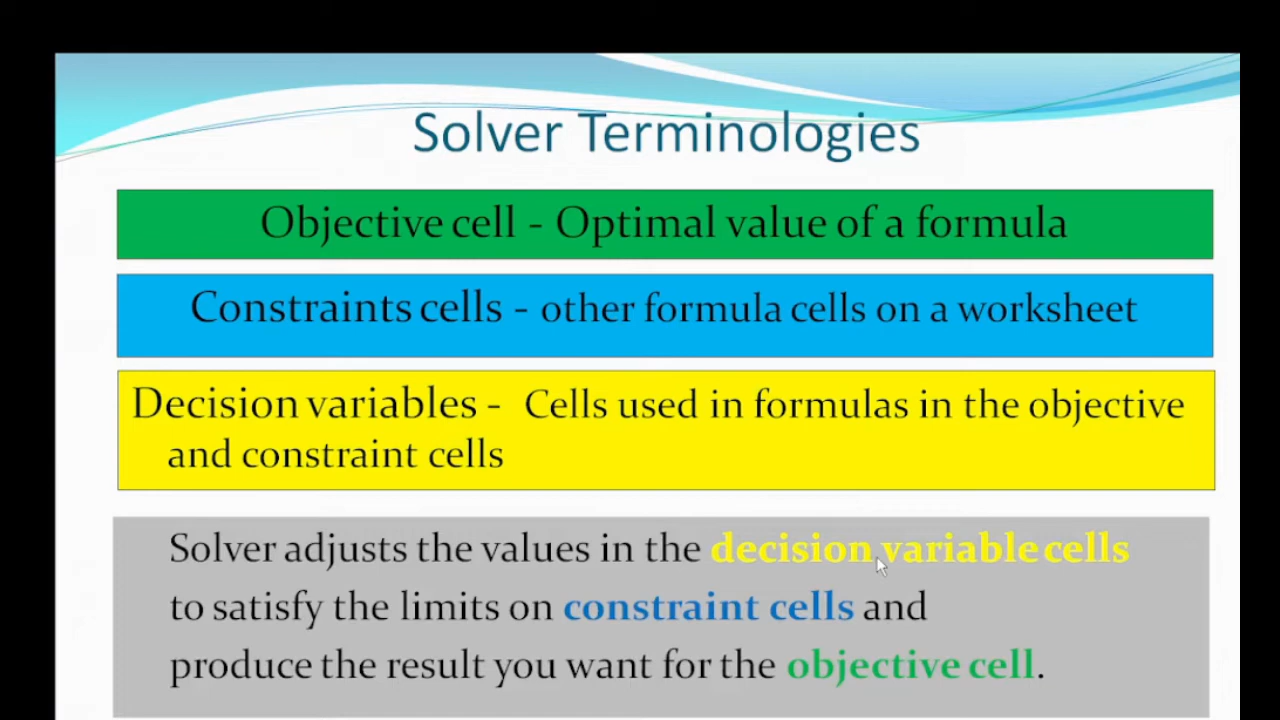 Solver Terminologies
Objective cell - Optimal value of a formula
Constraints cells - other formula cells on a worksheet
Decision variables - Cells used in formulas in the objective
and constraint cells
Solver adjusts the values in the decision variable cells
to satisfy the limits on constraint cells and
produce the result you want for the objective cell.